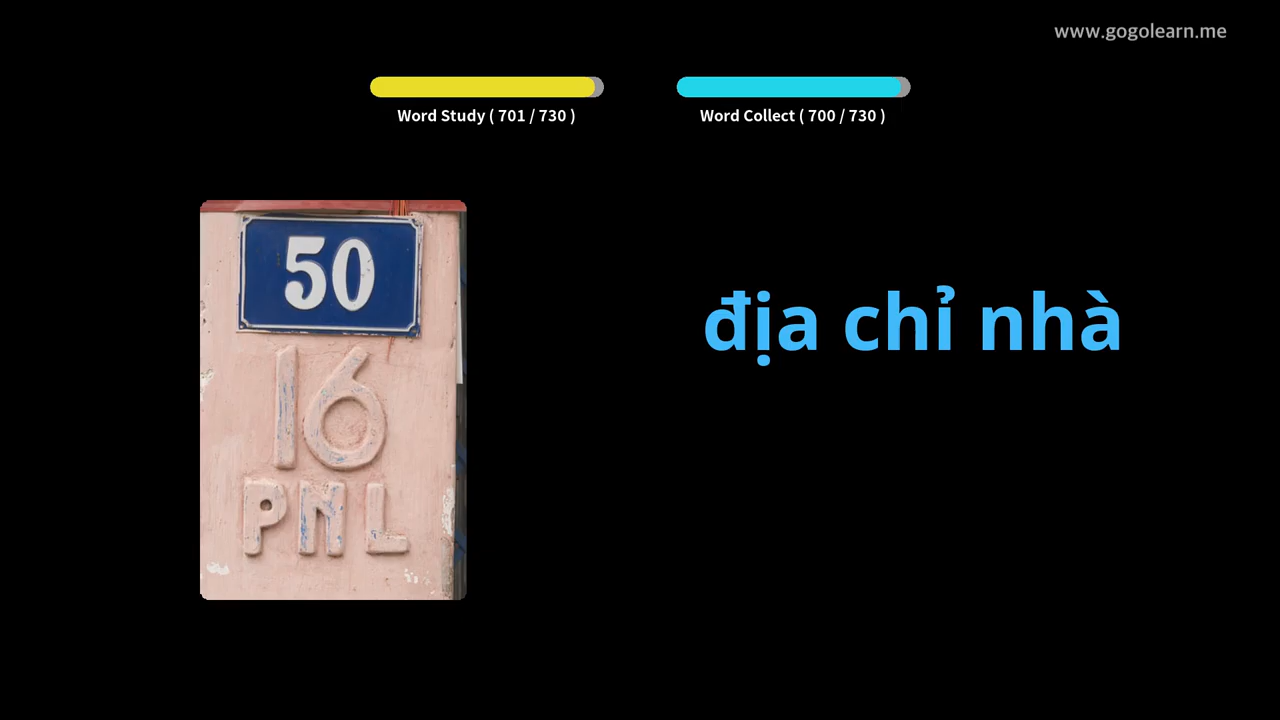 www.gogolearn.me
Word Study ( 701 / 730 )
Word Collect ( 700 / 730 )
50
16
PNL
địa chỉ nhà